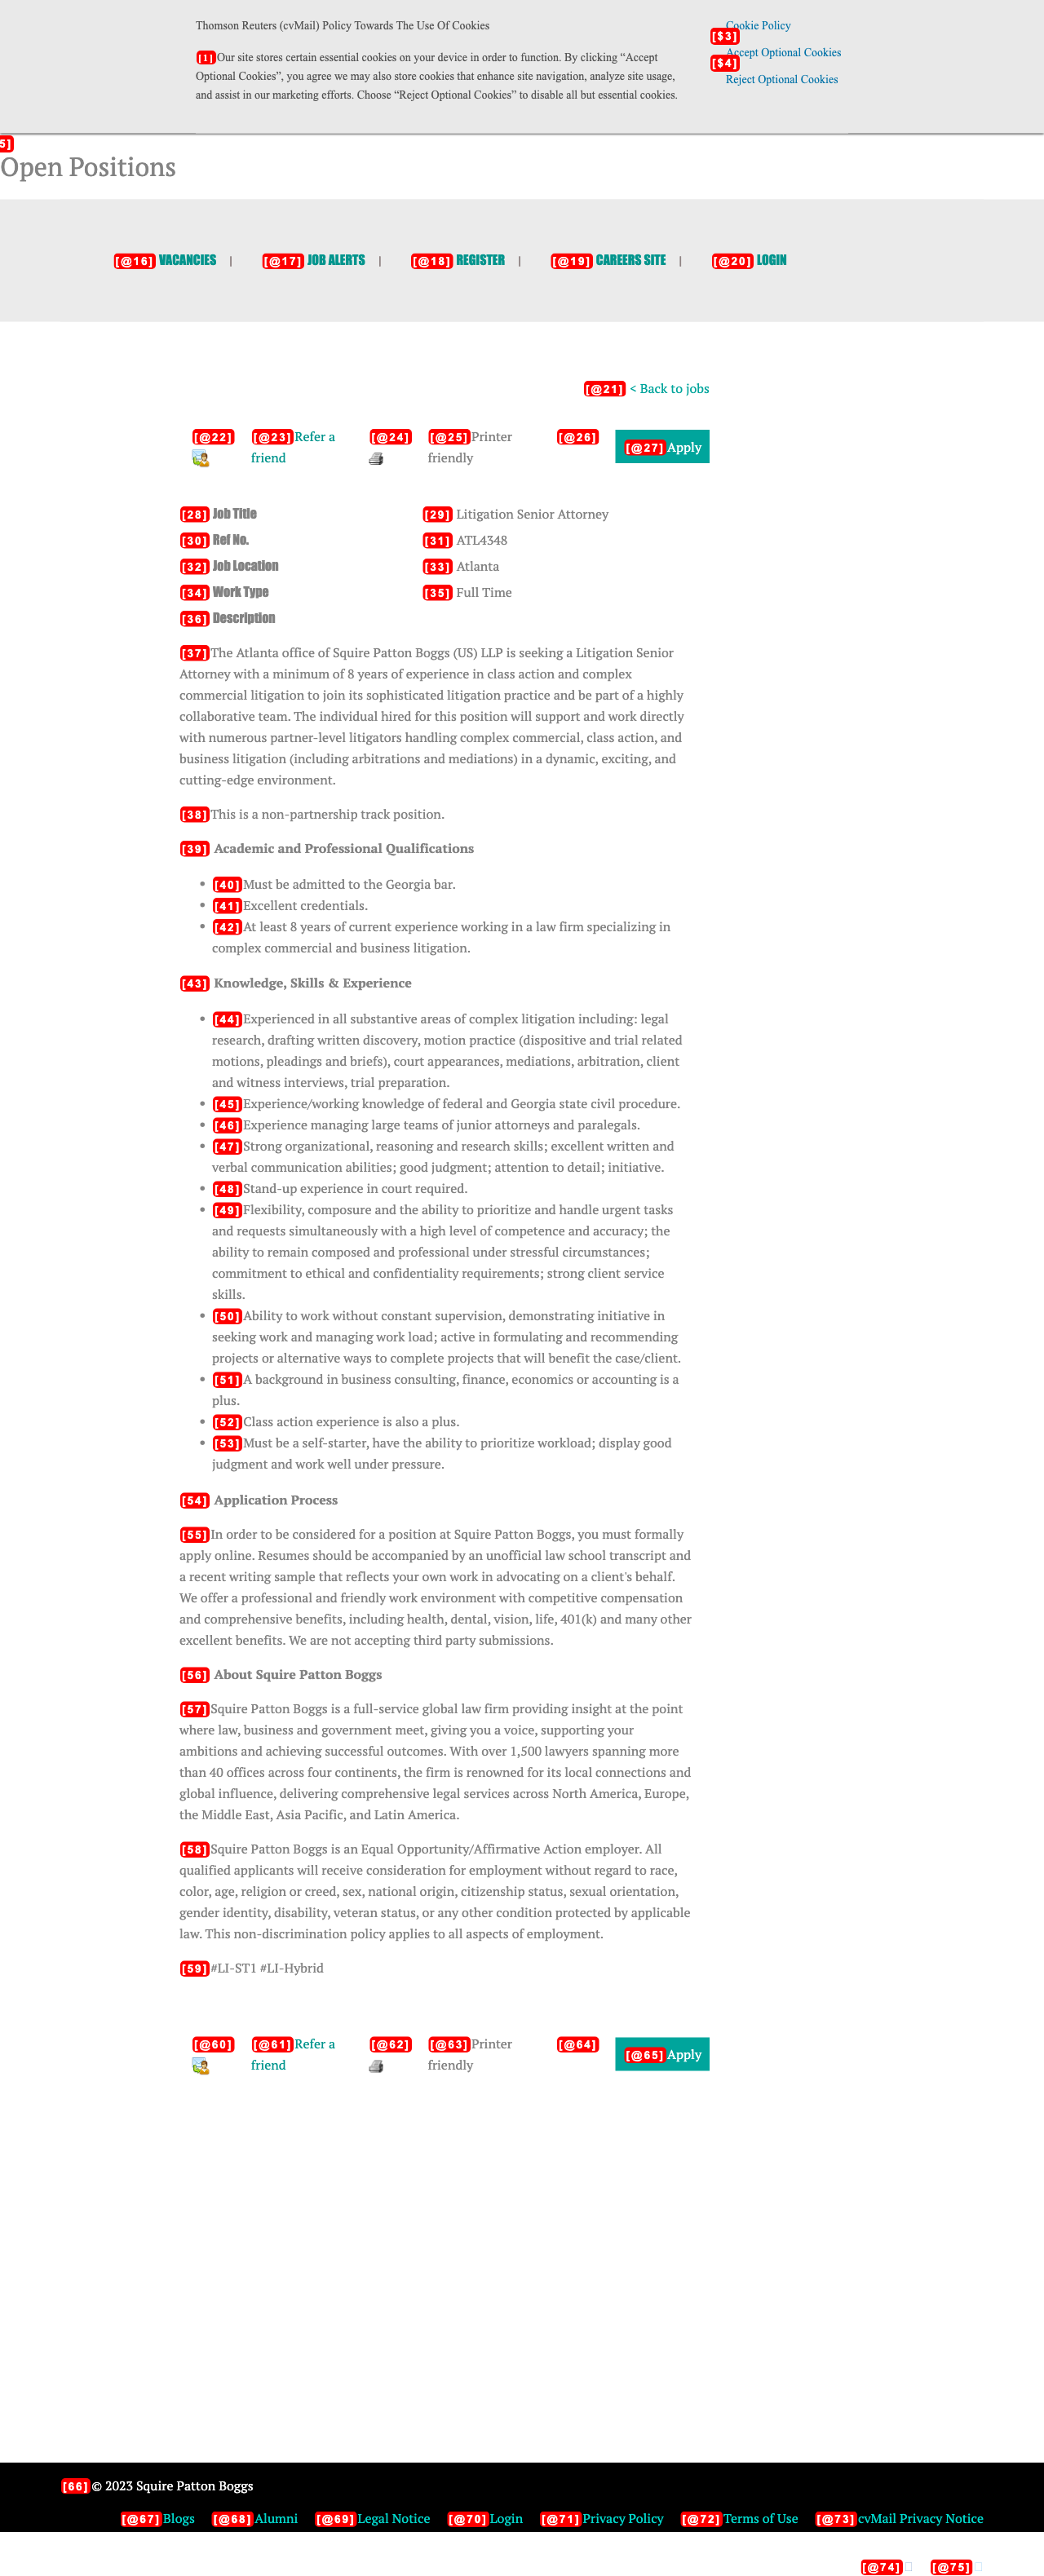 Thomson Reuters (cvMail) Policy Towards The Use Of Cookies
[1] Our site stores certain essential cookies on your device in order to function. By clicking “Accept
Optional Cookies”, you agree we may also store cookies that enhance site navigation, analyze site usage,
and assist in our marketing efforts. Choose “Reject Optional Cookies” to disable all but essential cookies.
Cookie Policy
[$3]
Accept Optional Cookies
[$4]
Reject Optional Cookies
5]
Open Positions
[@16] VACANCIES | [@17] JOB ALERTS | [@18] REGISTER | [@19] CAREERS SITE | [@20] LOGIN
[@21] < Back to jobs
[@22] [@23] Refer a friend [@24] [@25] Printer friendly [@26] [@27] Apply
[28] Job Title [29] Litigation Senior Attorney
[30] Ref No. [31] ATL4348
[32] Job Location [33] Atlanta
[34] Work Type [35] Full Time
[36] Description
[37] The Atlanta office of Squire Patton Boggs (US) LLP is seeking a Litigation Senior
Attorney with a minimum of 8 years of experience in class action and complex
commercial litigation to join its sophisticated litigation practice and be part of a highly
collaborative team. The individual hired for this position will support and work directly
with numerous partner-level litigators handling complex commercial, class action, and
business litigation (including arbitrations and mediations) in a dynamic, exciting, and
cutting-edge environment.
[38] This is a non-partnership track position.
[39] Academic and Professional Qualifications
• [40] Must be admitted to the Georgia bar.
• [41] Excellent credentials.
• [42] At least 8 years of current experience working in a law firm specializing in
complex commercial and business litigation.
[43] Knowledge, Skills & Experience
• [44] Experienced in all substantive areas of complex litigation including: legal
research, drafting written discovery, motion practice (dispositive and trial related
motions, pleadings and briefs), court appearances, mediations, arbitration, client
and witness interviews, trial preparation.
• [45] Experience/working knowledge of federal and Georgia state civil procedure.
• [46] Experience managing large teams of junior attorneys and paralegals.
• [47] Strong organizational, reasoning and research skills; excellent written and
verbal communication abilities; good judgment; attention to detail; initiative.
• [48] Stand-up experience in court required.
• [49] Flexibility, composure and the ability to prioritize and handle urgent tasks
and requests simultaneously with a high level of competence and accuracy; the
ability to remain composed and professional under stressful circumstances;
commitment to ethical and confidentiality requirements; strong client service
skills.
• [50] Ability to work without constant supervision, demonstrating initiative in
seeking work and managing work load; active in formulating and recommending
projects or alternative ways to complete projects that will benefit the case/client.
• [51] A background in business consulting, finance, economics or accounting is a
plus.
• [52] Class action experience is also a plus.
• [53] Must be a self-starter, have the ability to prioritize workload; display good
judgment and work well under pressure.
[54] Application Process
[55] In order to be considered for a position at Squire Patton Boggs, you must formally
apply online. Resumes should be accompanied by an unofficial law school transcript and
a recent writing sample that reflects your own work in advocating on a client's behalf.
We offer a professional and friendly work environment with competitive compensation
and comprehensive benefits, including health, dental, vision, life, 401(k) and many other
excellent benefits. We are not accepting third party submissions.
[56] About Squire Patton Boggs
[57] Squire Patton Boggs is a full-service global law firm providing insight at the point
where law, business and government meet, giving you a voice, supporting your
ambitions and achieving successful outcomes. With over 1,500 lawyers spanning more
than 40 offices across four continents, the firm is renowned for its local connections and
global influence, delivering comprehensive legal services across North America, Europe,
the Middle East, Asia Pacific, and Latin America.
[58] Squire Patton Boggs is an Equal Opportunity/Affirmative Action employer. All
qualified applicants will receive consideration for employment without regard to race,
color, age, religion or creed, sex, national origin, citizenship status, sexual orientation,
gender identity, disability, veteran status, or any other condition protected by applicable
law. This non-discrimination policy applies to all aspects of employment.
[59] #LI-ST1 #LI-Hybrid
[@60] [@61] Refer a friend [@62] [@63] Printer friendly [@64] [@65] Apply
[66] © 2023 Squire Patton Boggs
[@67] Blogs [@68] Alumni [@69] Legal Notice [@70] Login [@71] Privacy Policy [@72] Terms of Use [@73] cvMail Privacy Notice
[@74] [@75]